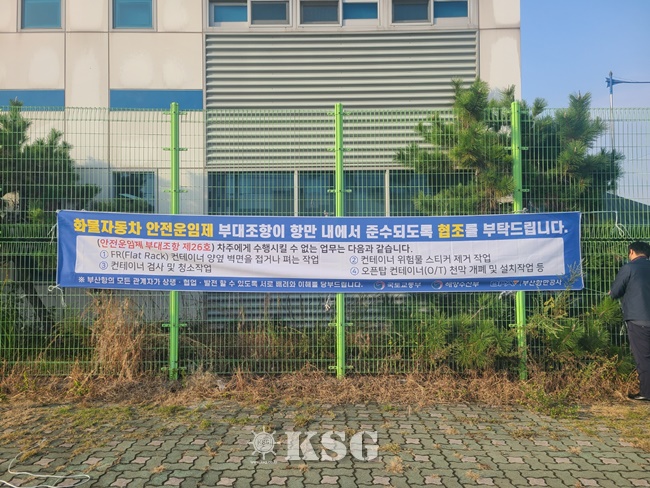 화물자동차 안전운임제 부대조항이 항만 내에서 준수되도록 협조를 부탁드립니다.
(안전운임제 부대조항 제26호) 차주에게 수행시킬 수 없는 업무는 다음과 같습니다.
① FR(Flat Rack) 컨테이너 양옆 벽면을 접거나 펴는 작업 ② 컨테이너 위험물 스티커 제거 작업
③ 컨테이너 검사 및 청소작업 ④ 오픈탑 컨테이너(O/T) 천막 개폐 및 설치작업 등
※ 부산항의 모든 관계자가 상생·협업·발전 할 수 있도록 서로 배려와 이해를 당부드립니다. 국토교통부 해양수산부 부산항만공사
KSG